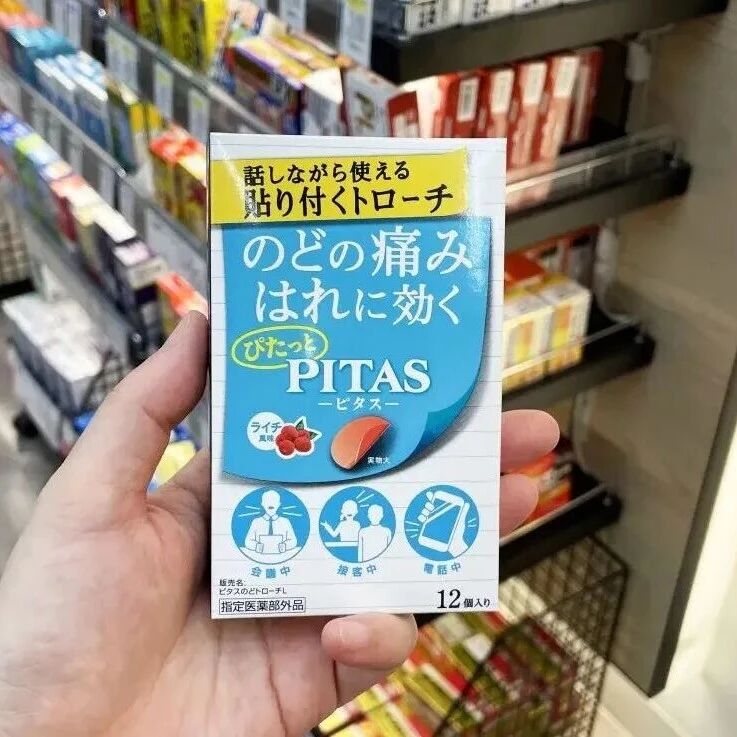 話しながら使える
貼り付くトローチ
のどの痛み
はれに効く
ぴたっと
PITAS
―ピタス―
ライチ
風味
実物大
会議中
接客中
電話中
販売名:
ピタスのどトローチL
指定医薬部外品
12個入り